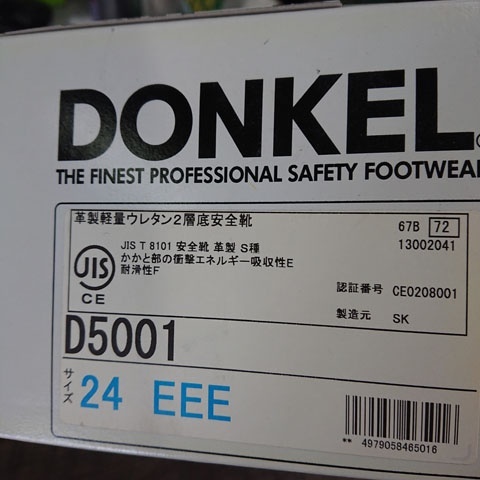 DONKEL
THE FINEST PROFESSIONAL SAFETY FOOTWEAR
革製軽量ウレタン2層底安全靴
67B 72
13002041
JIS
CE
JIS T 8101 安全靴 革製 S種
かかと部の衝撃エネルギー吸収性E
耐滑性F
認証番号 CE0208001
製造元 SK
D5001
サイズ
24 EEE
** 4979058465016